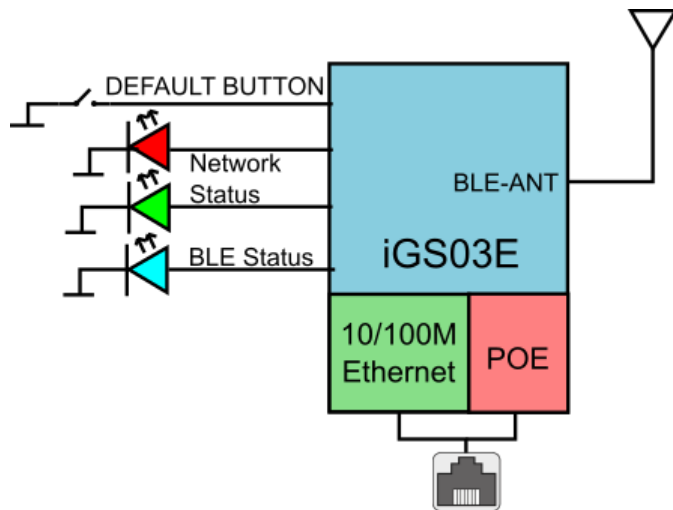 DEFAULT BUTTON
Network
Status
BLE Status
BLE-ANT
iGS03E
10/100M
Ethernet
POE